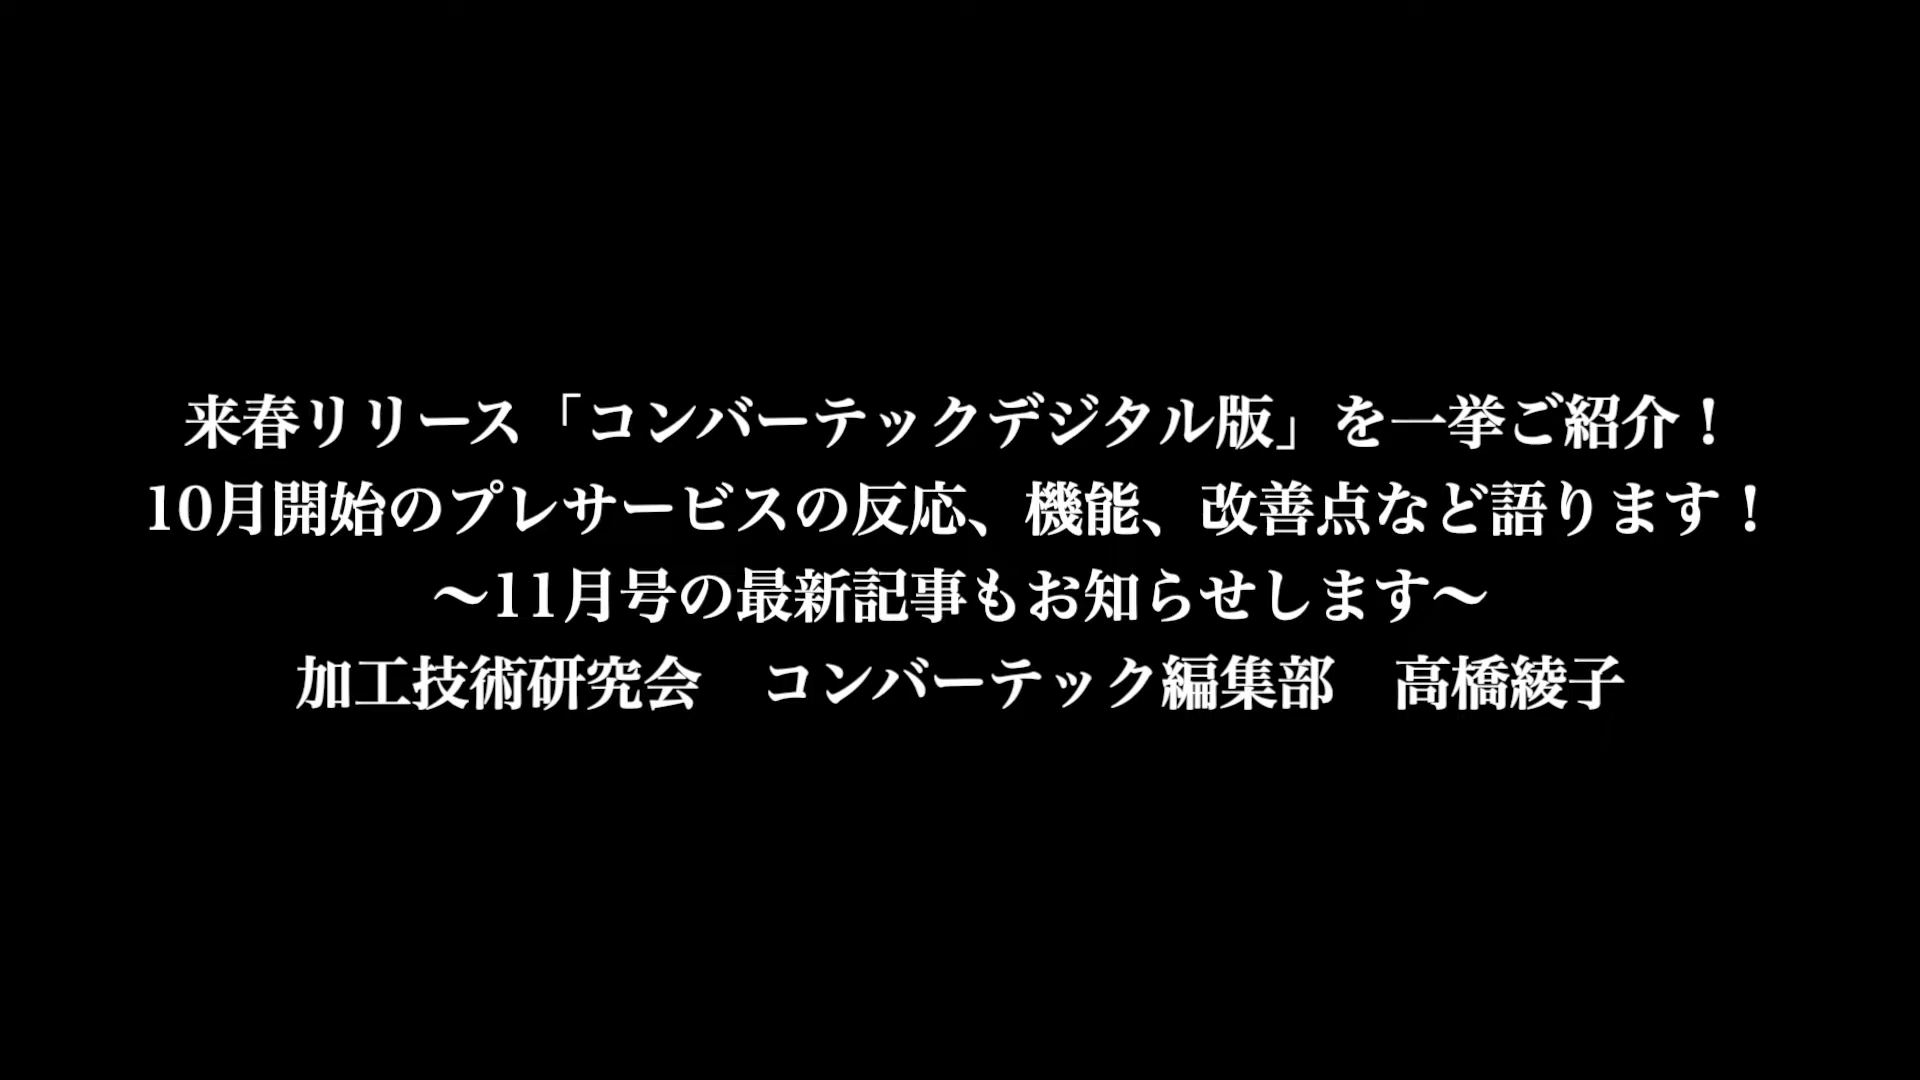 来春リリース「コンバーテックデジタル版」を一挙ご紹介！
10月開始のプレサービスの反応、機能、改善点など語ります！
～11月号の最新記事もお知らせします～
加工技術研究会　コンバーテック編集部　高橋綾子